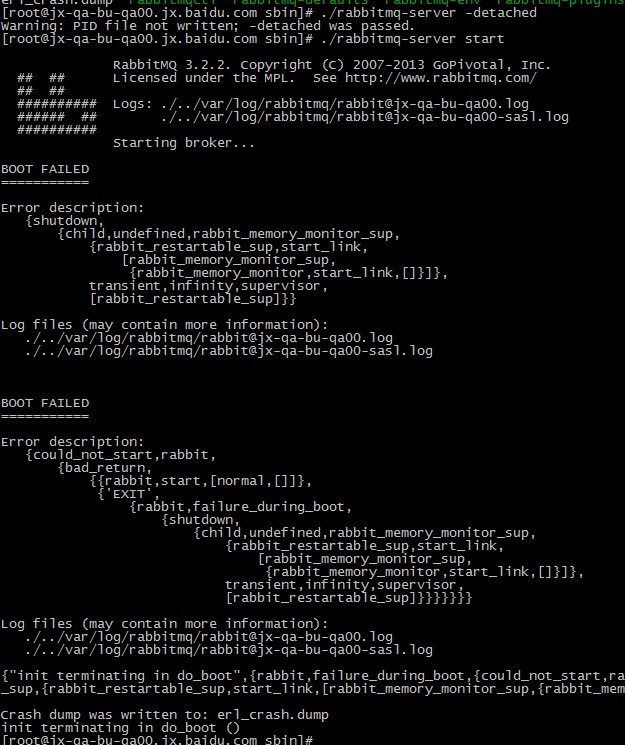 erl_crash.dump  rabbitmqctl  rabbitmq-defaults  rabbitmq-env  rabbitmq-plugins
[root@jx-qa-bu-qa00.jx.baidu.com sbin]# ./rabbitmq-server -detached
Warning: PID file not written; -detached was passed.
[root@jx-qa-bu-qa00.jx.baidu.com sbin]# ./rabbitmq-server start
              RabbitMQ 3.2.2. Copyright (C) 2007-2013 GoPivotal, Inc.
  ##  ##      Licensed under the MPL.  See http://www.rabbitmq.com/
  ##  ##
  ##########  Logs: ./../var/log/rabbitmq/rabbit@jx-qa-bu-qa00.log
  ######  ##        ./../var/log/rabbitmq/rabbit@jx-qa-bu-qa00-sasl.log
  ##########
              Starting broker...
BOOT FAILED
===========
Error description:
   {shutdown,
       {child,undefined,rabbit_memory_monitor_sup,
           {rabbit_restartable_sup,start_link,
               [rabbit_memory_monitor_sup,
                {rabbit_memory_monitor,start_link,[]}]},
           transient,infinity,supervisor,
           [rabbit_restartable_sup]}}
Log files (may contain more information):
   ./../var/log/rabbitmq/rabbit@jx-qa-bu-qa00.log
   ./../var/log/rabbitmq/rabbit@jx-qa-bu-qa00-sasl.log
BOOT FAILED
===========
Error description:
   {could_not_start,rabbit,
       {bad_return,
           {{rabbit,start,[normal,[]]},
            {'EXIT',
                {rabbit,failure_during_boot,
                    {shutdown,
                        {child,undefined,rabbit_memory_monitor_sup,
                            {rabbit_restartable_sup,start_link,
                                [rabbit_memory_monitor_sup,
                                 {rabbit_memory_monitor,start_link,[]}]},
                            transient,infinity,supervisor,
                            [rabbit_restartable_sup]}}}}}}}
Log files (may contain more information):
   ./../var/log/rabbitmq/rabbit@jx-qa-bu-qa00.log
   ./../var/log/rabbitmq/rabbit@jx-qa-bu-qa00-sasl.log
{"init terminating in do_boot",{rabbit,failure_during_boot,{could_not_start,ra
_sup,{rabbit_restartable_sup,start_link,[rabbit_memory_monitor_sup,{rabbit_mem
Crash dump was written to: erl_crash.dump
init terminating in do_boot ()
[root@jx-qa-bu-qa00.jx.baidu.com sbin]#